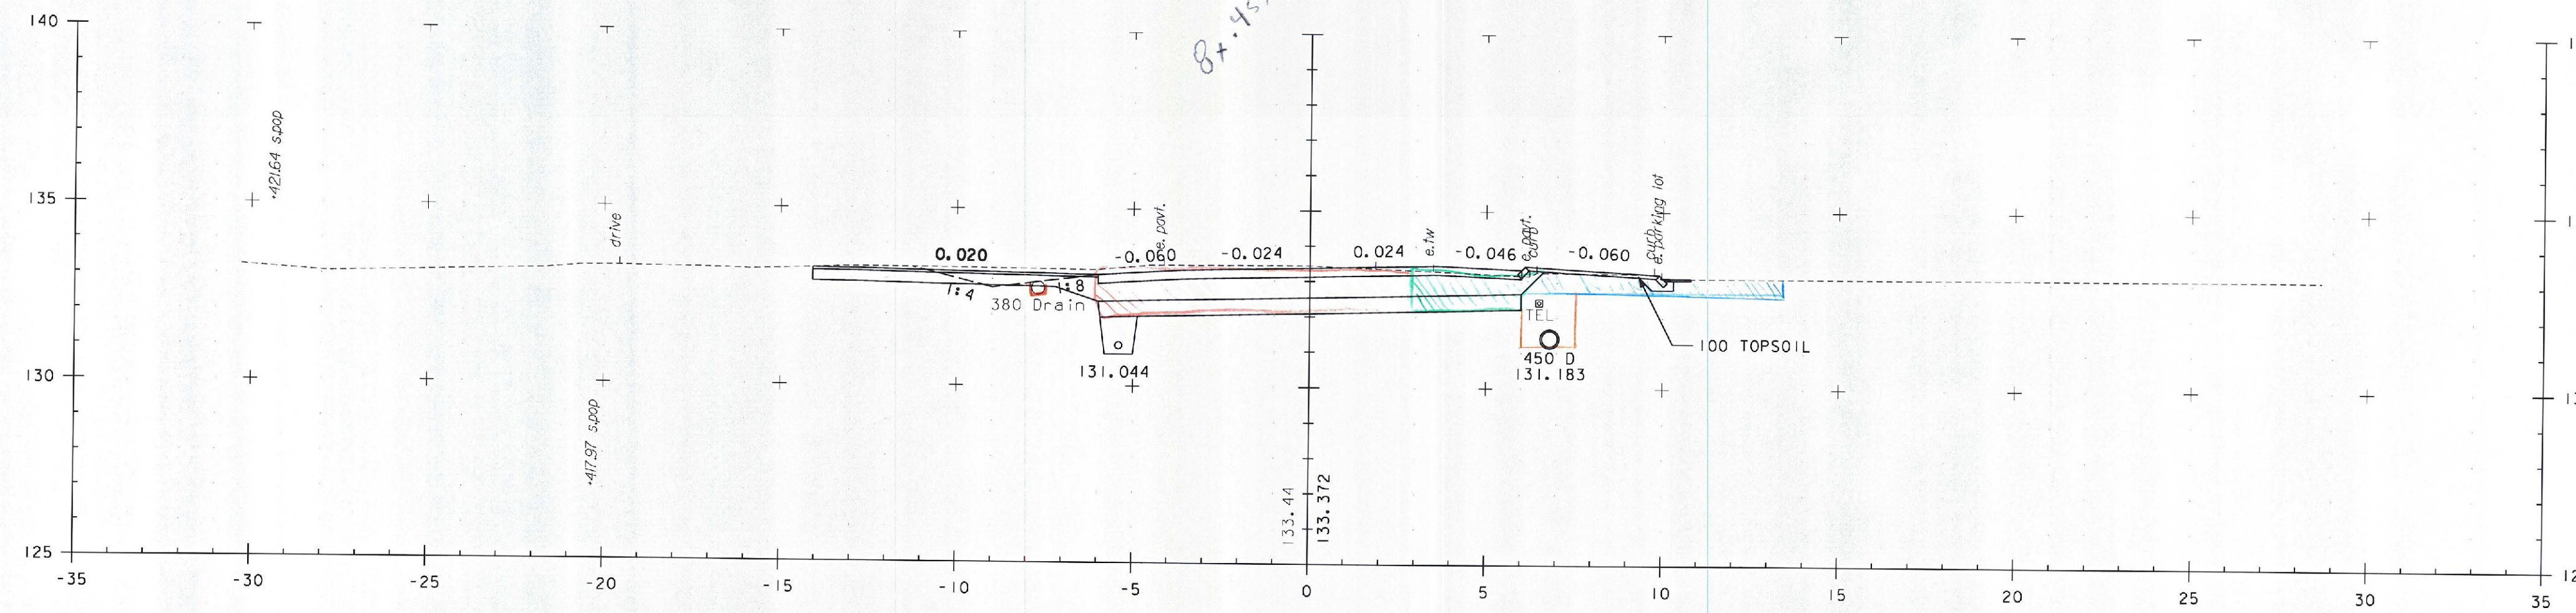 140
8+.45
135
*421.64 s.pop
drive
e. pavt.
e.tw
e.pavt.
curb
curb
e.parking lot
0.020
-0.060
-0.024
0.024
-0.046
-0.060
1:4
1:8
380 Drain
TEL
100 TOPSOIL
450 D
131.183
131.044
130
*417.97 s.pop
133.44
133.372
125
-35 -30 -25 -20 -15 -10 -5 0 5 10 15 20 25 30 35